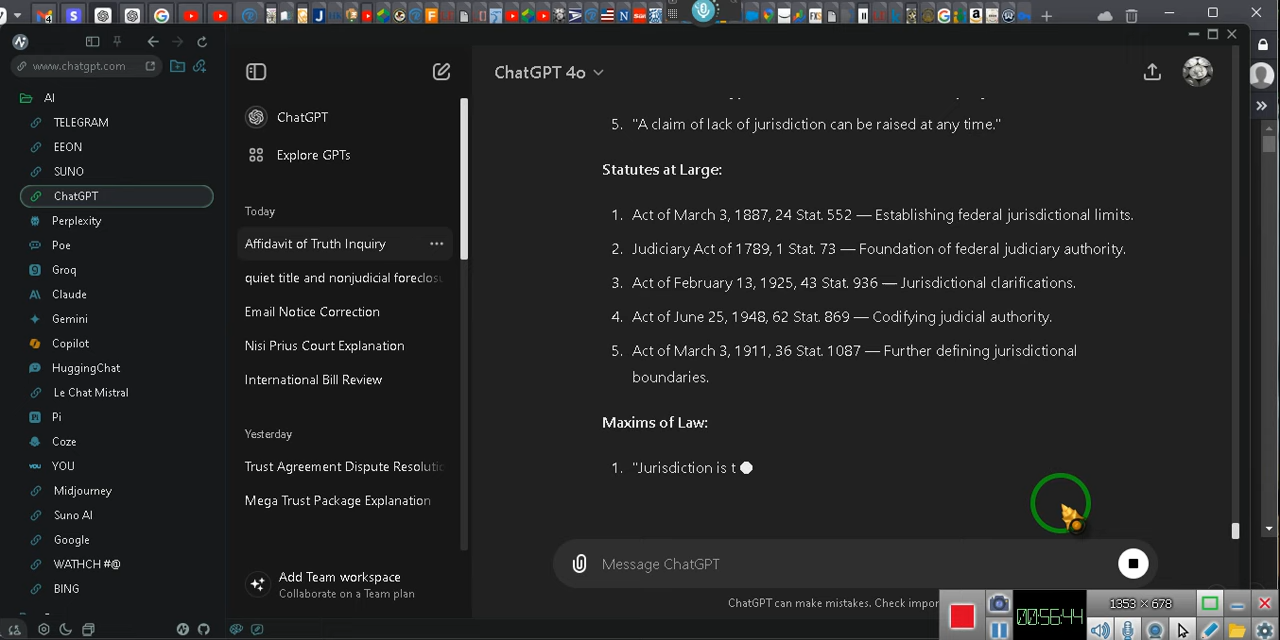 www.chatgpt.com
AI
TELEGRAM
EEON
SUNO
ChatGPT
Perplexity
Poe
Groq
Claude
Gemini
Copilot
HuggingChat
Le Chat Mistral
Pi
Coze
YOU
Midjourney
Suno AI
Google
WATHCH #@
BING
ChatGPT
Explore GPTs
Today
Affidavit of Truth Inquiry
quiet title and nonjudicial foreclosu
Email Notice Correction
Nisi Prius Court Explanation
International Bill Review
Yesterday
Trust Agreement Dispute Resolutio
Mega Trust Package Explanation
Add Team workspace
Collaborate on a Team plan
ChatGPT 4o
5. "A claim of lack of jurisdiction can be raised at any time."
Statutes at Large:
1. Act of March 3, 1887, 24 Stat. 552 — Establishing federal jurisdictional limits.
2. Judiciary Act of 1789, 1 Stat. 73 — Foundation of federal judiciary authority.
3. Act of February 13, 1925, 43 Stat. 936 — Jurisdictional clarifications.
4. Act of June 25, 1948, 62 Stat. 869 — Codifying judicial authority.
5. Act of March 3, 1911, 36 Stat. 1087 — Further defining jurisdictional
boundaries.
Maxims of Law:
1. "Jurisdiction is t
Message ChatGPT
ChatGPT can make mistakes. Check impor
00:56:44
1353 × 678